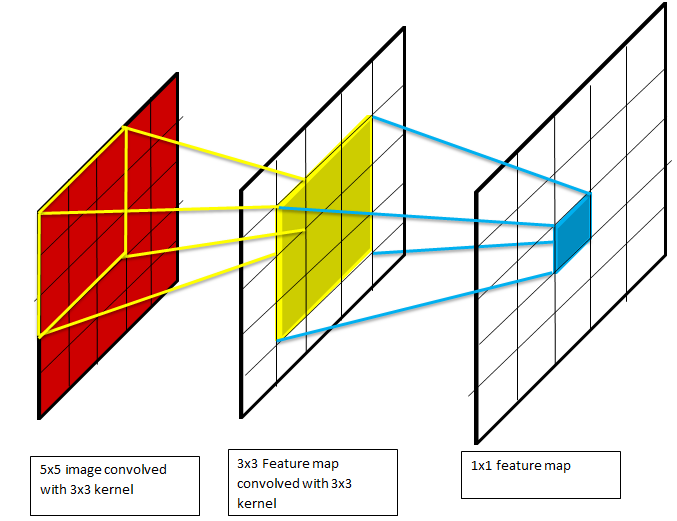 5x5 image convolved
with 3x3 kernel
3x3 Feature map
convolved with 3x3
kernel
1x1 feature map